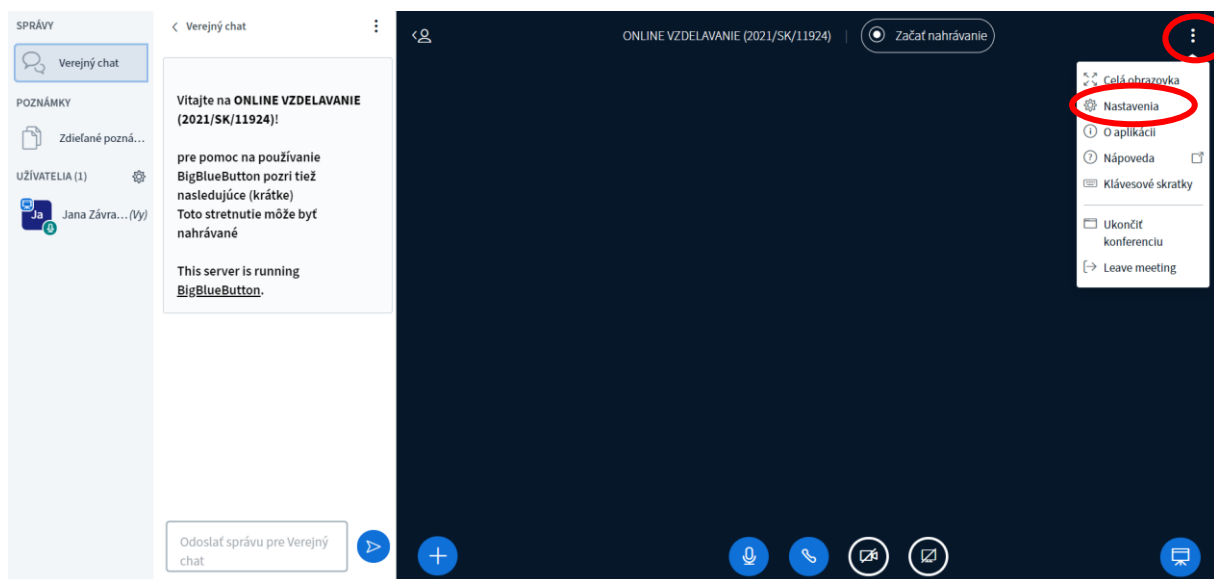 SPRÁVY
Verejný chat
POZNÁMKY
Zdieľané pozná...
UŽÍVATELIA (1)
Ja
Jana Závra... (Vy)
Verejný chat
Vitajte na ONLINE VZDELAVANIE
(2021/SK/11924)!
pre pomoc na používanie
BigBlueButton pozri tiež
nasledujúce (krátke)
Toto stretnutie môže byť
nahrávané
This server is running
BigBlueButton.
Odoslať správu pre Verejný
chat
ONLINE VZDELAVANIE (2021/SK/11924)
Začať nahrávanie
Celá obrazovka
Nastavenia
O aplikácii
Nápoveda
Klávesové skratky
Ukončiť
konferenciu
Leave meeting